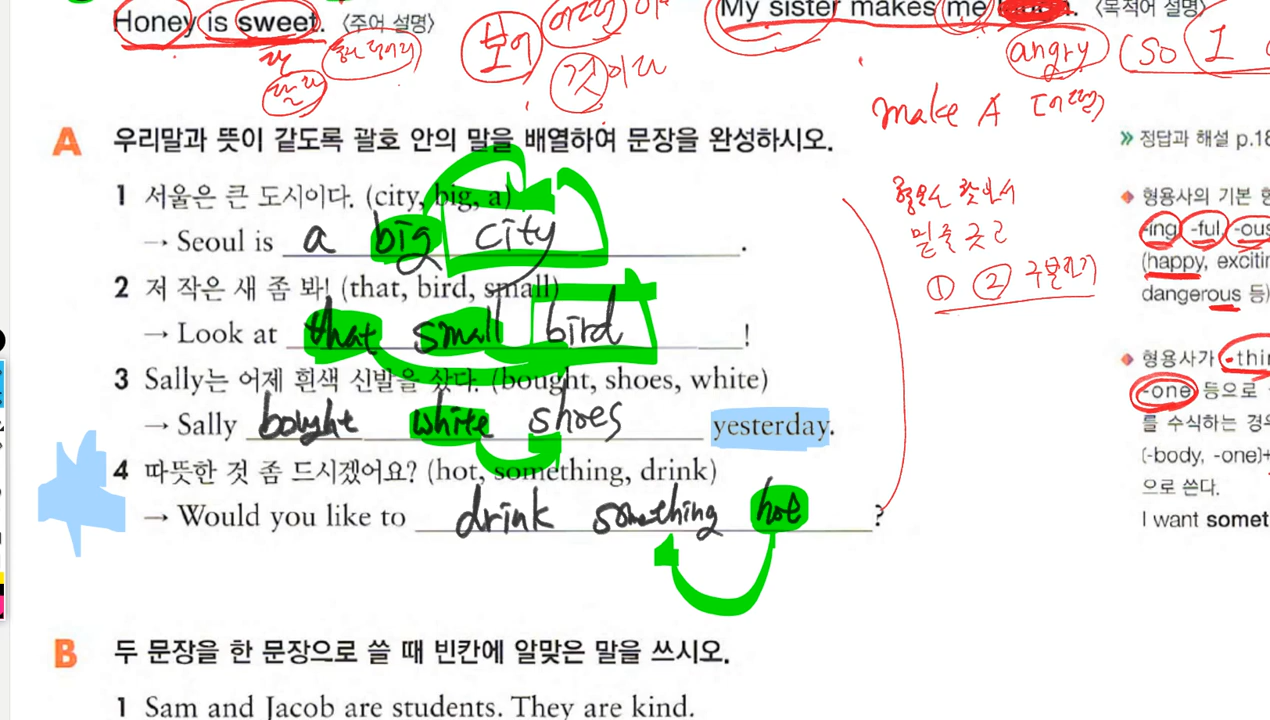 Honey is sweet. 〈주어 설명〉
My sister makes me 〈목적어 설명〉
보어
것이다
angry (so I
make A
A 우리말과 뜻이 같도록 괄호 안의 말을 배열하여 문장을 완성하시오.
1 서울은 큰 도시이다. (city, big, a)
→ Seoul is a big city .
2 저 작은 새 좀 봐! (that, bird, small)
→ Look at that small bird !
3 Sally는 어제 흰색 신발을 샀다. (bought, shoes, white)
→ Sally bought white shoes yesterday.
4 따뜻한 것 좀 드시겠어요? (hot, something, drink)
→ Would you like to drink something hot ?
밑줄 긋고
① ② 구분하기
» 정답과 해설 p.18
형용사의 기본 형
-ing, -ful, -ous
(happy, excitin
dangerous 등)
형용사가 -thin
-one 등으로
를 수식하는 경우
(-body, -one)+
으로 쓴다.
I want somet
B 두 문장을 한 문장으로 쓸 때 빈칸에 알맞은 말을 쓰시오.
1 Sam and Jacob are students. They are kind.